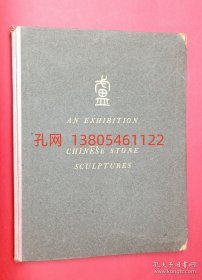 AN EXHIBITION
孔网 13805461122
CHINESE STONE
SCULPTURES